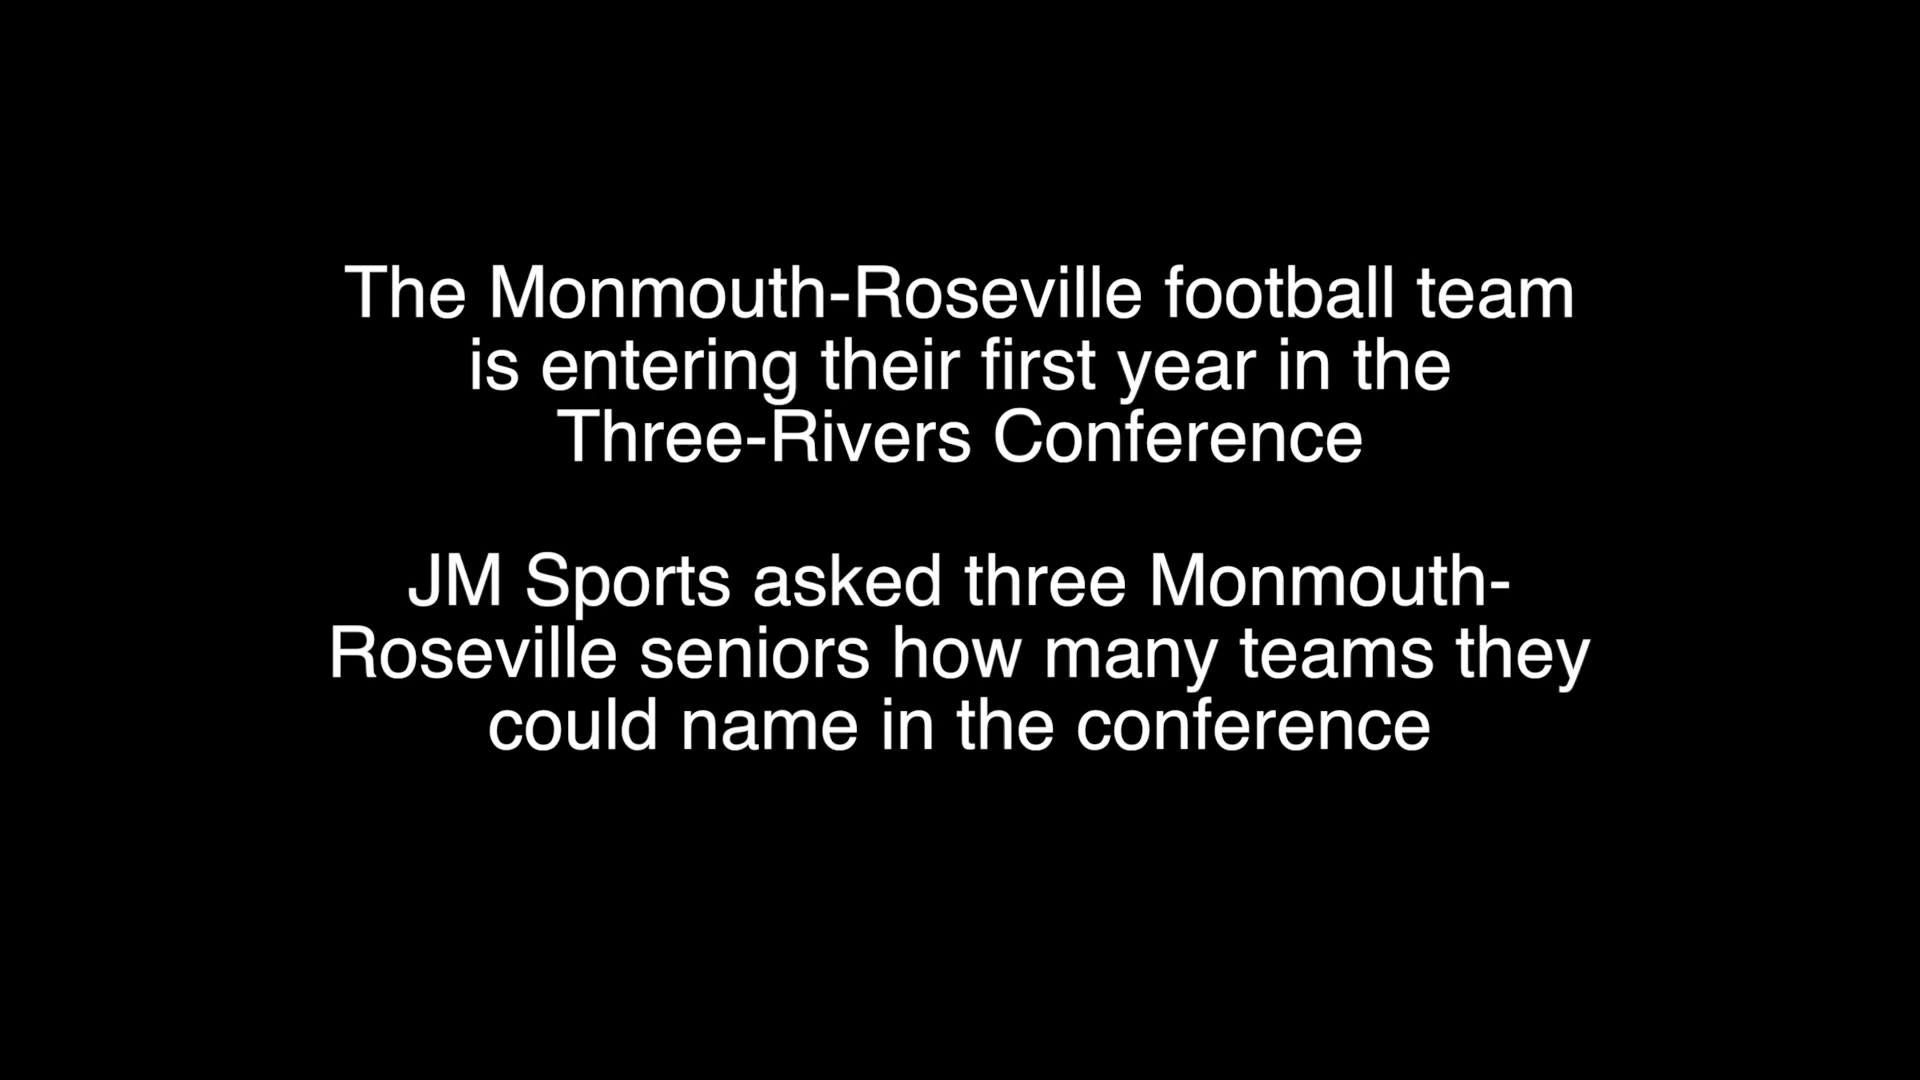 The Monmouth-Roseville football team
is entering their first year in the
Three-Rivers Conference
JM Sports asked three Monmouth-
Roseville seniors how many teams they
could name in the conference